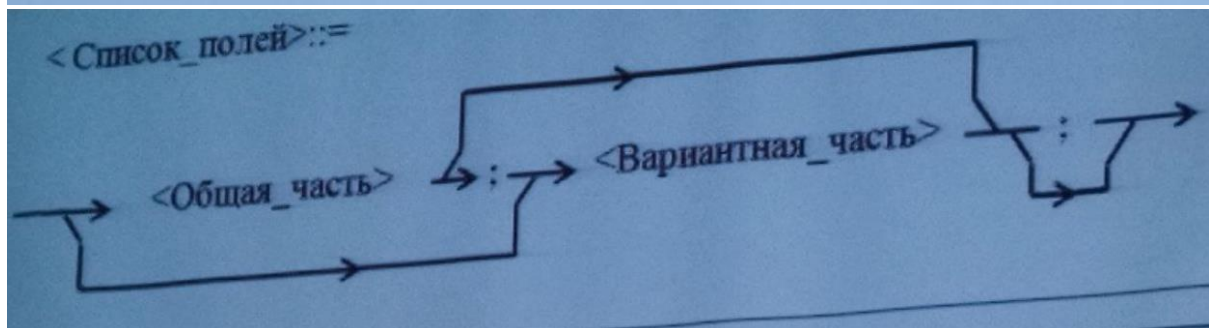 <Список_полей>::=
<Общая_часть> ; <Вариантная_часть> ;